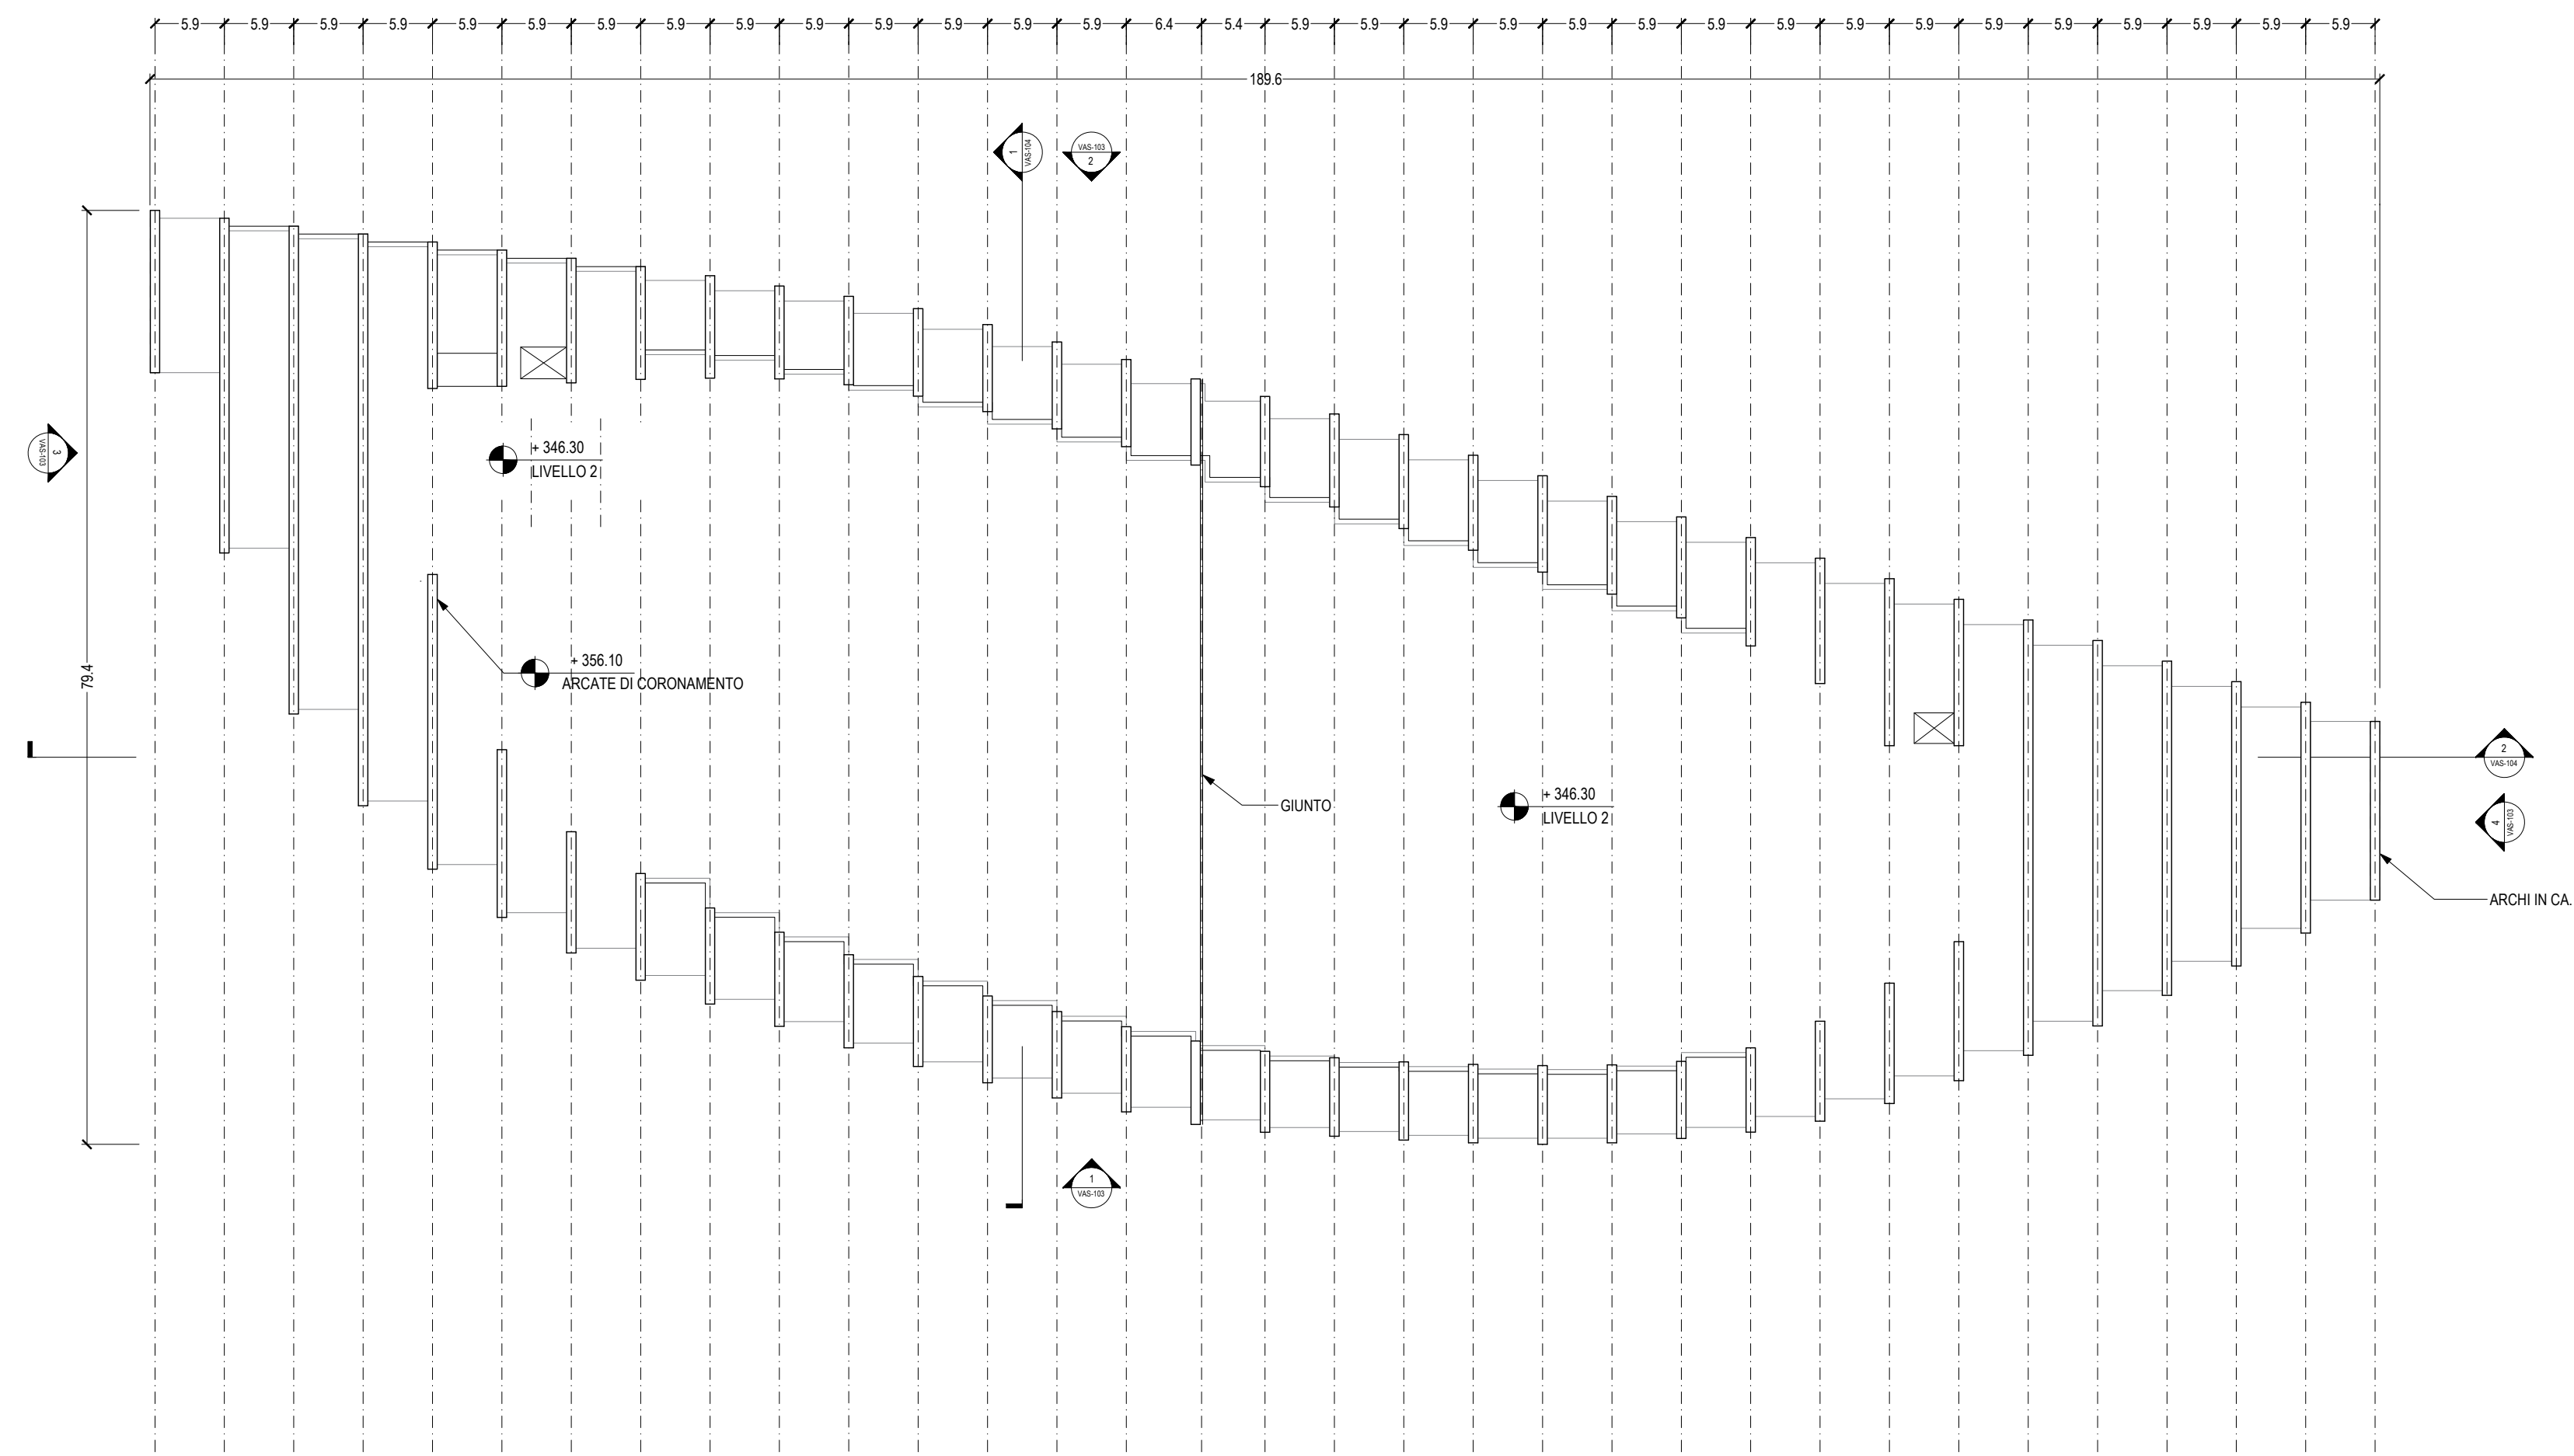 5.9 5.9 5.9 5.9 5.9 5.9 5.9 5.9 5.9 5.9 5.9 5.9 5.9 5.9 6.4 5.4 5.9 5.9 5.9 5.9 5.9 5.9 5.9 5.9 5.9 5.9 5.9 5.9 5.9 5.9 5.9 5.9
189.6
1
VAS-104
VAS-103
2
3
VAS-103
+ 346.30
LIVELLO 2
+ 356.10
ARCATE DI CORONAMENTO
79.4
2
VAS-104
+ 346.30
LIVELLO 2
GIUNTO
4
VAS-103
ARCHI IN CA.
1
VAS-103